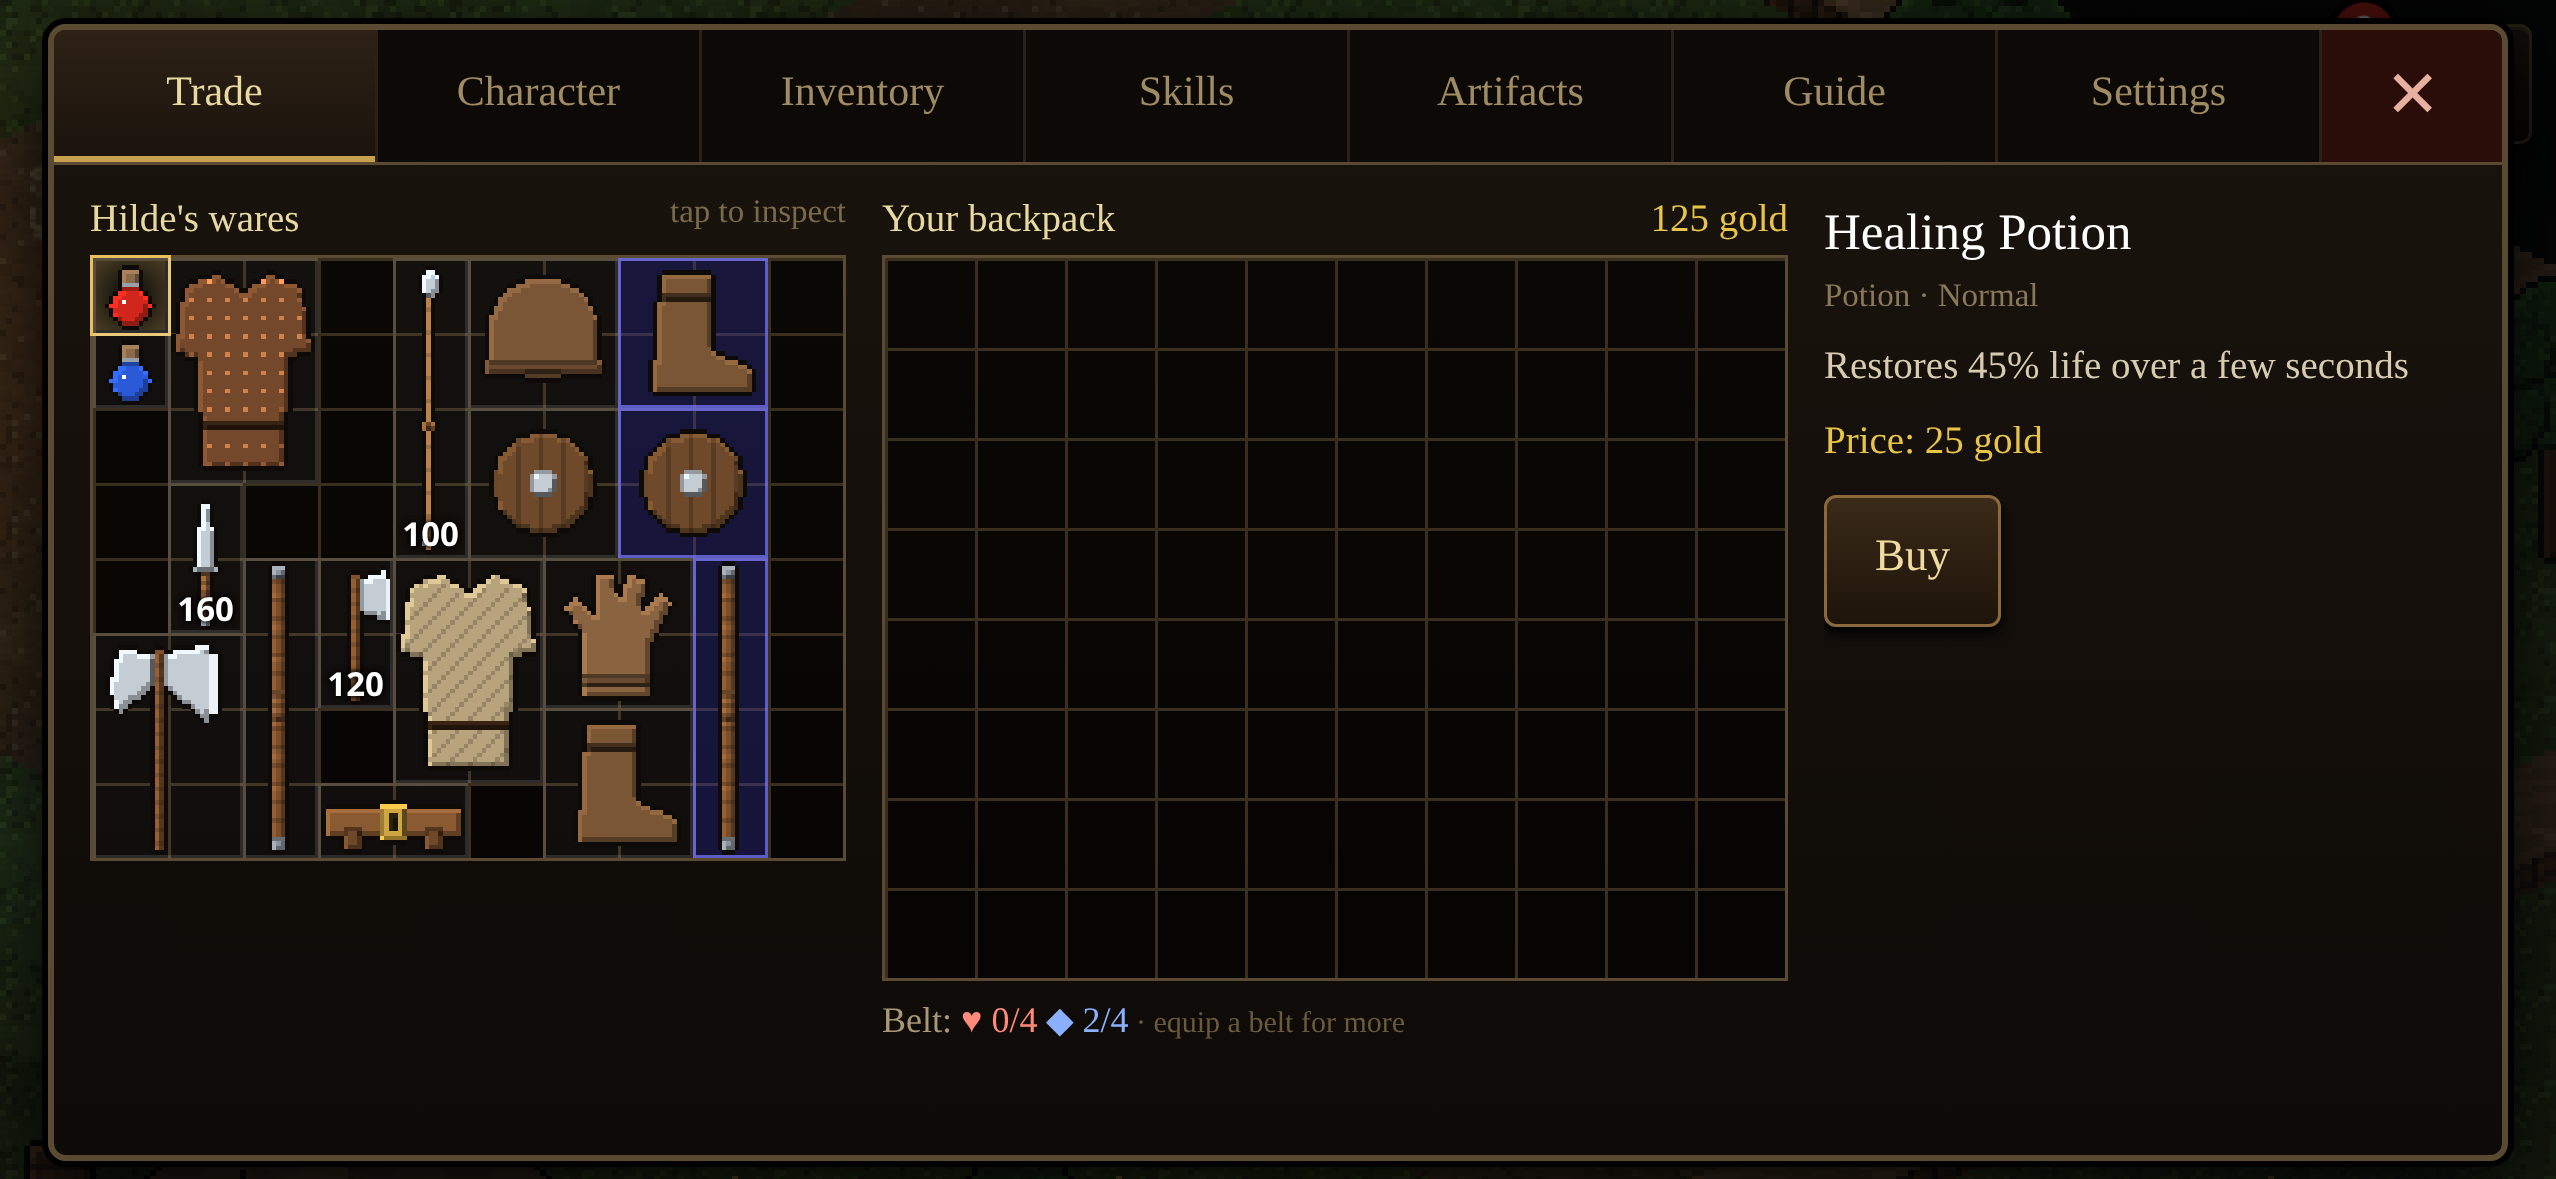 Trade
Character
Inventory
Skills
Artifacts
Guide
Settings
✕
Hilde's wares
tap to inspect
100
160
120
Your backpack
125 gold
Belt: ♥ 0/4 ◆ 2/4 · equip a belt for more
Healing Potion
Potion · Normal
Restores 45% life over a few seconds
Price: 25 gold
Buy